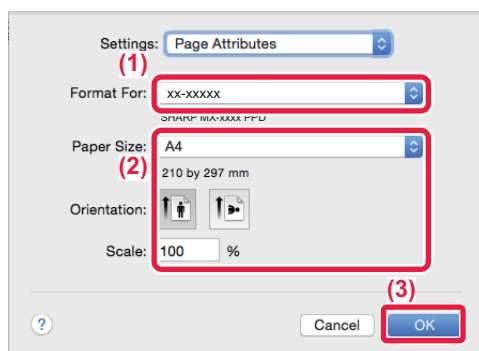 Settings: Page Attributes
(1)
Format For: xx-xxxxx
SHARP MX-xxxx PPD
Paper Size: A4
(2)
210 by 297 mm
Orientation:
Scale: 100 %
(3)
? Cancel OK